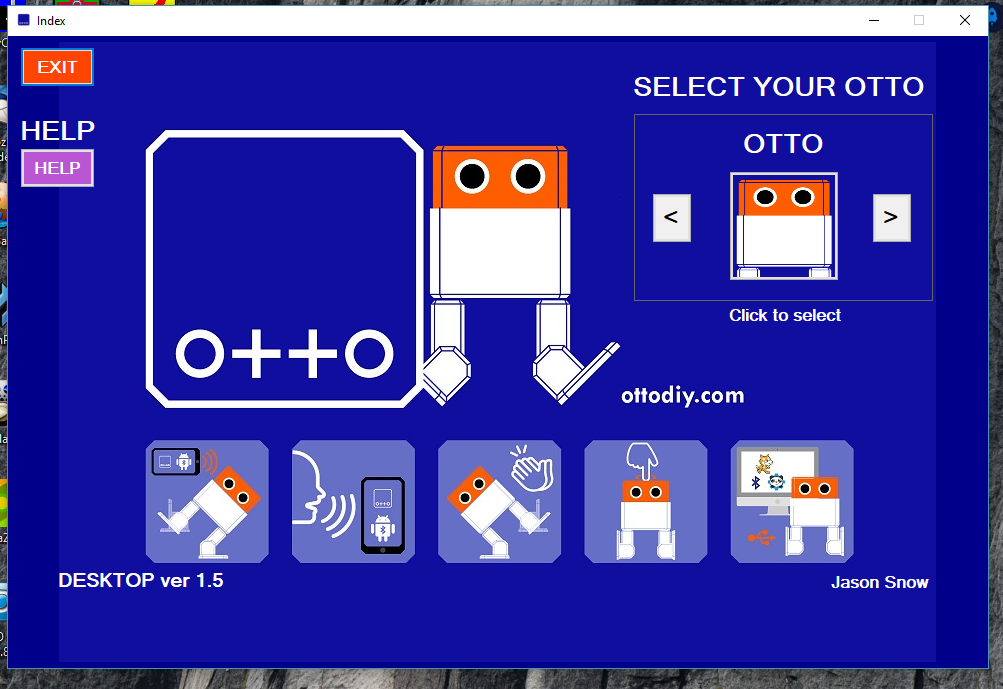 Index
EXIT
SELECT YOUR OTTO
HELP
HELP
OTTO
<
>
Click to select
o++o
ottodiy.com
DESKTOP ver 1.5
Jason Snow